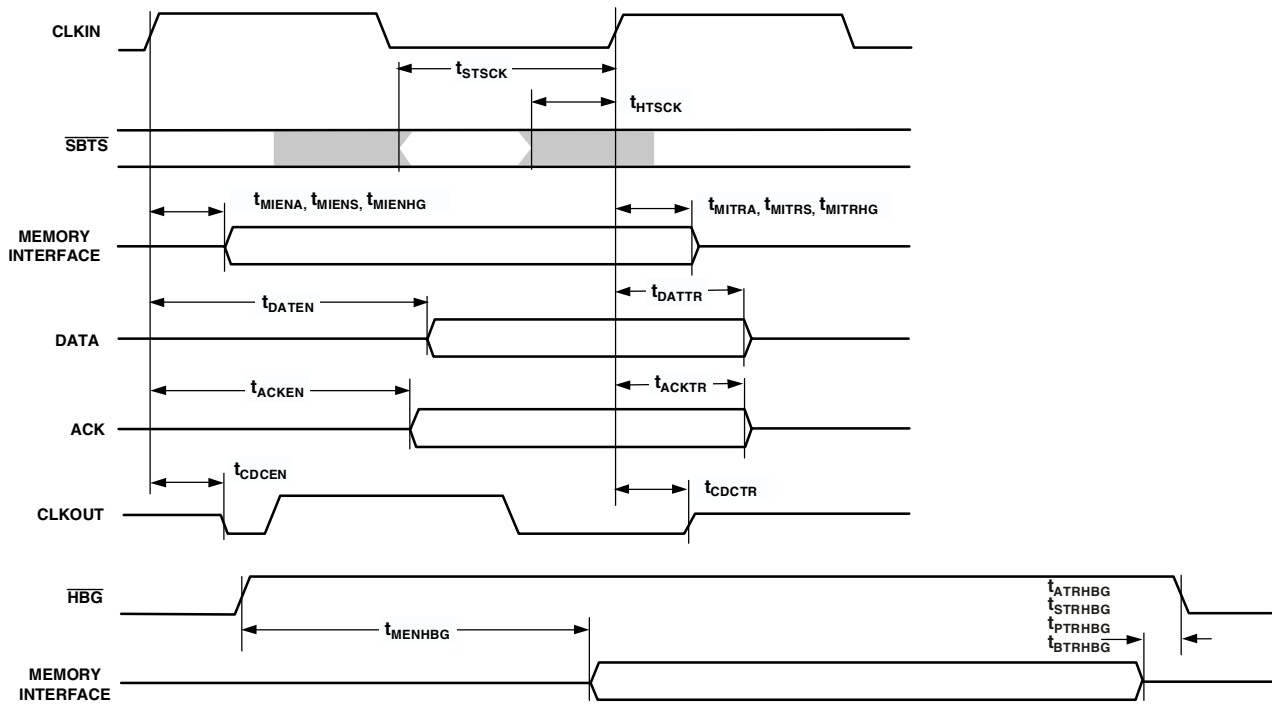 CLKIN
tSTSCK
tHTSCK
SBTS
tMIENA, tMIENS, tMIENHG
tMITRA, tMITRS, tMITRHG
MEMORY
INTERFACE
tDATEN
tDATTR
DATA
tACKEN
tACKTR
ACK
tCDCEN
tCDCTR
CLKOUT
HBG
tATRHBG
tSTRHBG
tPTRHBG
tBTRHBG
tMENHBG
MEMORY
INTERFACE